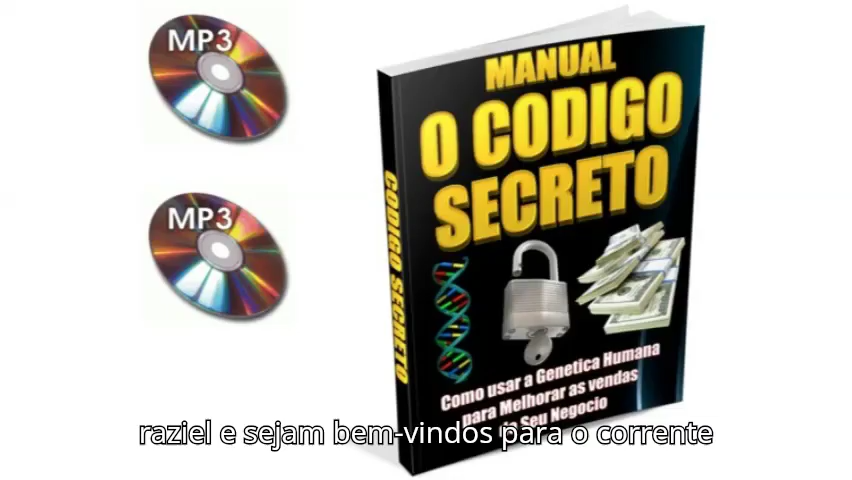 MP3
MP3
MANUAL
O CODIGO
SECRETO
CODIGO SECRETO
Como usar a Genetica Humana
para Melhorar as vendas
Seu Negocio
raziel e sejam bem-vindos para o corrente